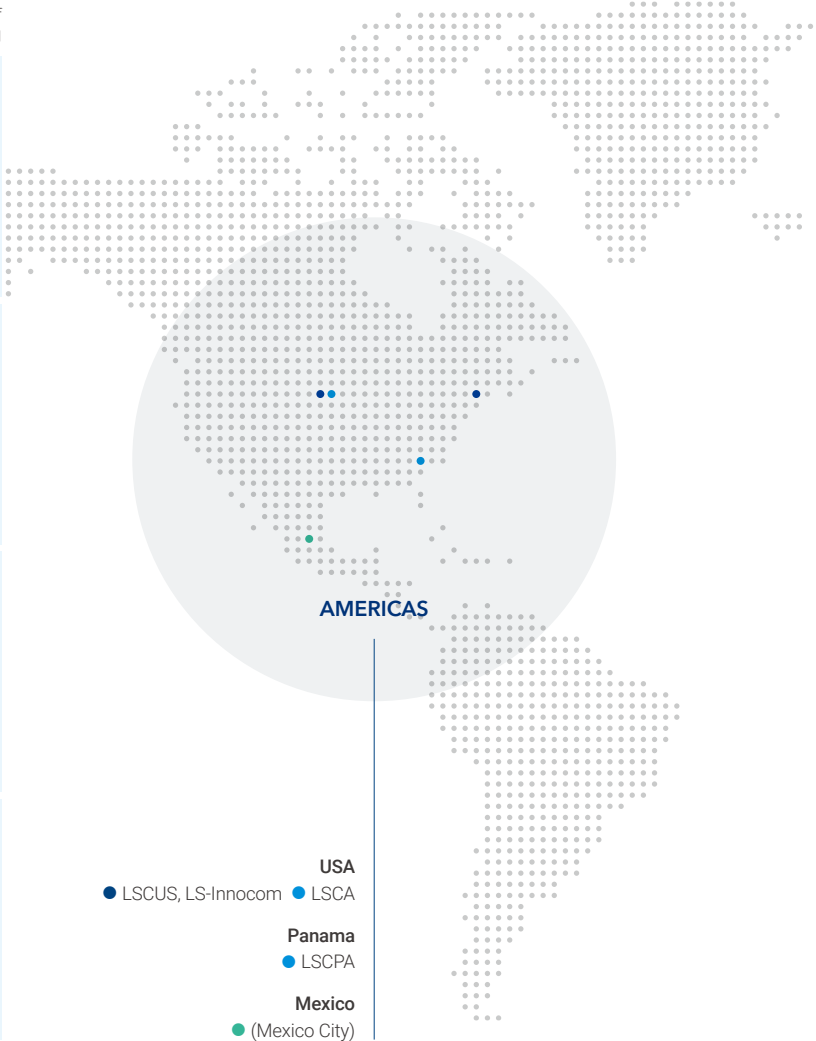 AMERICAS
USA
LSCUS, LS-Innocom LSCA
Panama
LSCPA
Mexico
(Mexico City)